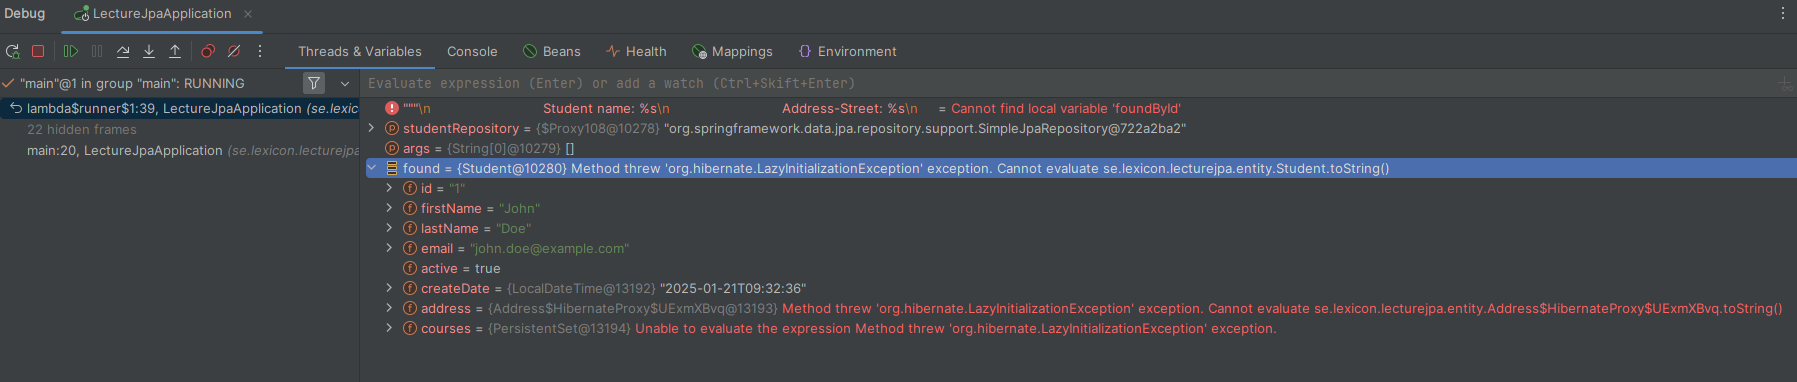 Debug LectureJpaApplication
Threads & Variables Console Beans Health Mappings Environment
"main"@1 in group "main": RUNNING
Evaluate expression (Enter) or add a watch (Ctrl+Skift+Enter)
lambda$runner$1:39, LectureJpaApplication (se.lexico
22 hidden frames
main:20, LectureJpaApplication (se.lexicon.lecturejpa
"""\n Student name: %s\n Address-Street: %s\n = Cannot find local variable 'foundById'
studentRepository = {$Proxy108@10278} "org.springframework.data.jpa.repository.support.SimpleJpaRepository@722a2ba2"
args = {String[0]@10279} []
found = {Student@10280} Method threw 'org.hibernate.LazyInitializationException' exception. Cannot evaluate se.lexicon.lecturejpa.entity.Student.toString()
id = "1"
firstName = "John"
lastName = "Doe"
email = "john.doe@example.com"
active = true
createDate = {LocalDateTime@13192} "2025-01-21T09:32:36"
address = {Address$HibernateProxy$UExmXBvq@13193} Method threw 'org.hibernate.LazyInitializationException' exception. Cannot evaluate se.lexicon.lecturejpa.entity.Address$HibernateProxy$UExmXBvq.toString()
courses = {PersistentSet@13194} Unable to evaluate the expression Method threw 'org.hibernate.LazyInitializationException' exception.